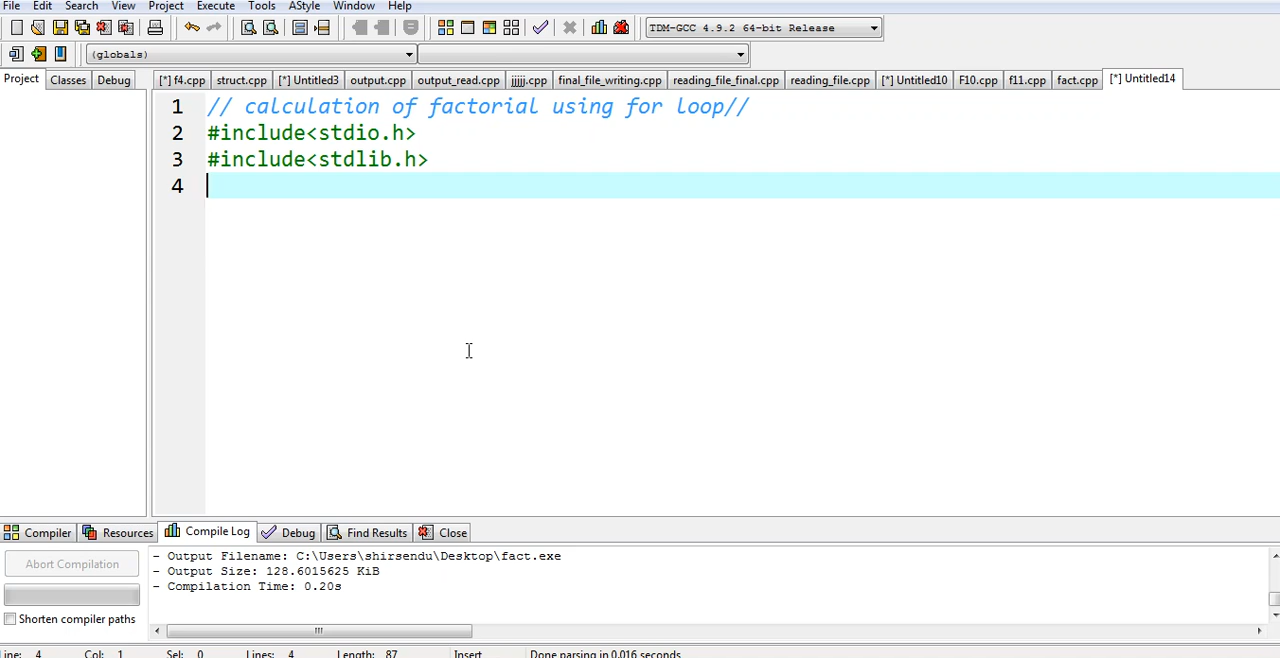 File Edit Search View Project Execute Tools AStyle Window Help
TDM-GCC 4.9.2 64-bit Release
(globals)
Project Classes Debug [*] f4.cpp struct.cpp [*] Untitled3 output.cpp output_read.cpp jjjjj.cpp final_file_writing.cpp reading_file_final.cpp reading_file.cpp [*] Untitled10 F10.cpp f11.cpp fact.cpp [*] Untitled14
1 // calculation of factorial using for loop//
2 #include<stdio.h>
3 #include<stdlib.h>
4
Compiler Resources Compile Log Debug Find Results Close
Abort Compilation
Shorten compiler paths
- Output Filename: C:\Users\shirsendu\Desktop\fact.exe
- Output Size: 128.6015625 KiB
- Compilation Time: 0.20s
Line: 4 Col: 1 Sel: 0 Lines: 4 Length: 87 Insert Done parsing in 0.016 seconds